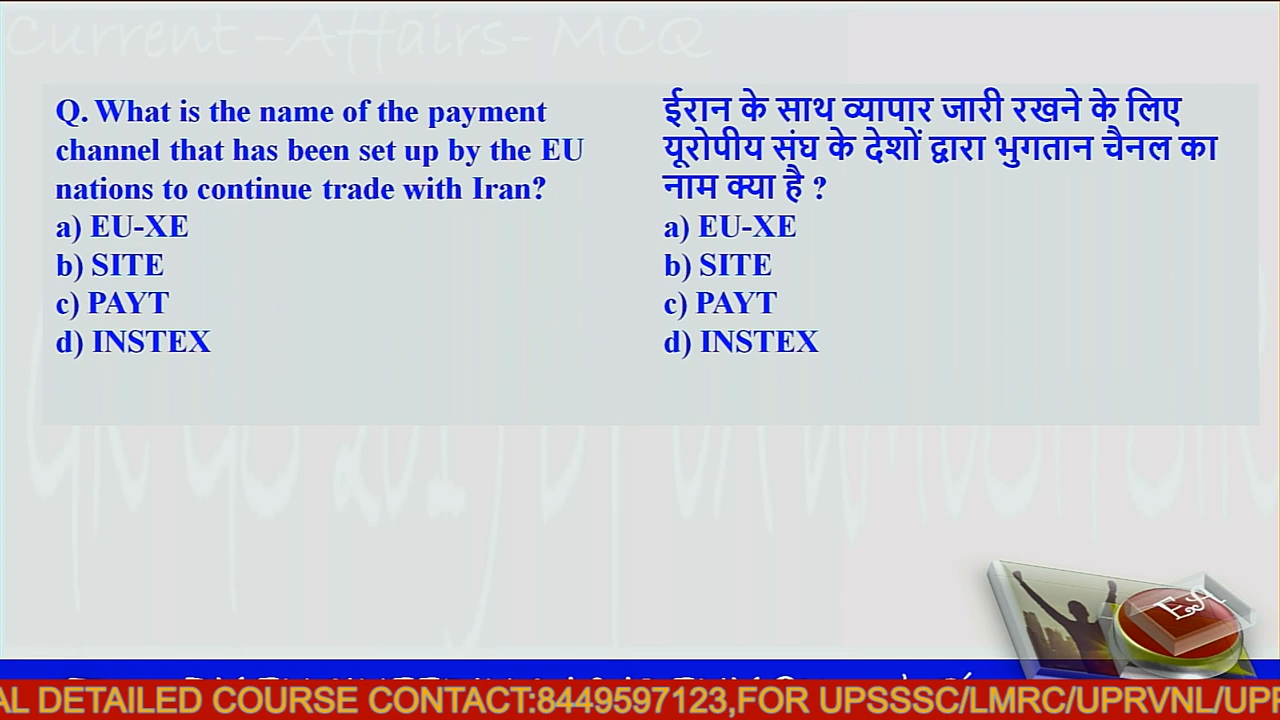 Current -Affairs- MCQ
Q. What is the name of the payment
channel that has been set up by the EU
nations to continue trade with Iran?
a) EU-XE
b) SITE
c) PAYT
d) INSTEX
ईरान के साथ व्यापार जारी रखने के लिए
यूरोपीय संघ के देशों द्वारा भुगतान चैनल का
नाम क्या है ?
a) EU-XE
b) SITE
c) PAYT
d) INSTEX
EA
AL DETAILED COURSE CONTACT:8449597123,FOR UPSSSC/LMRC/UPRVNL/UPP